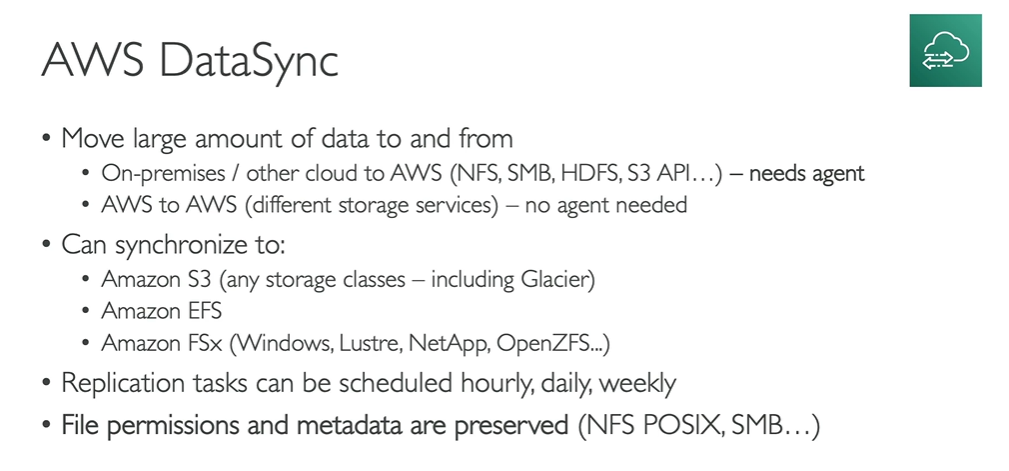 AWS DataSync
• Move large amount of data to and from
• On-premises / other cloud to AWS (NFS, SMB, HDFS, S3 API…) – needs agent
• AWS to AWS (different storage services) – no agent needed
• Can synchronize to:
• Amazon S3 (any storage classes – including Glacier)
• Amazon EFS
• Amazon FSx (Windows, Lustre, NetApp, OpenZFS...)
• Replication tasks can be scheduled hourly, daily, weekly
• File permissions and metadata are preserved (NFS POSIX, SMB…)